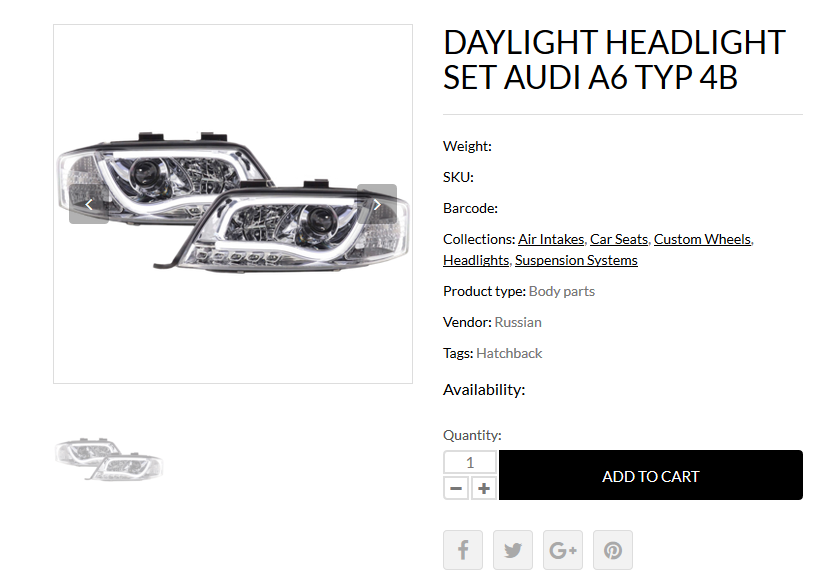 DAYLIGHT HEADLIGHT
SET AUDI A6 TYP 4B
Weight:
SKU:
Barcode:
Collections: Air Intakes, Car Seats, Custom Wheels,
Headlights, Suspension Systems
Product type: Body parts
Vendor: Russian
Tags: Hatchback
Availability:
Quantity:
1
ADD TO CART